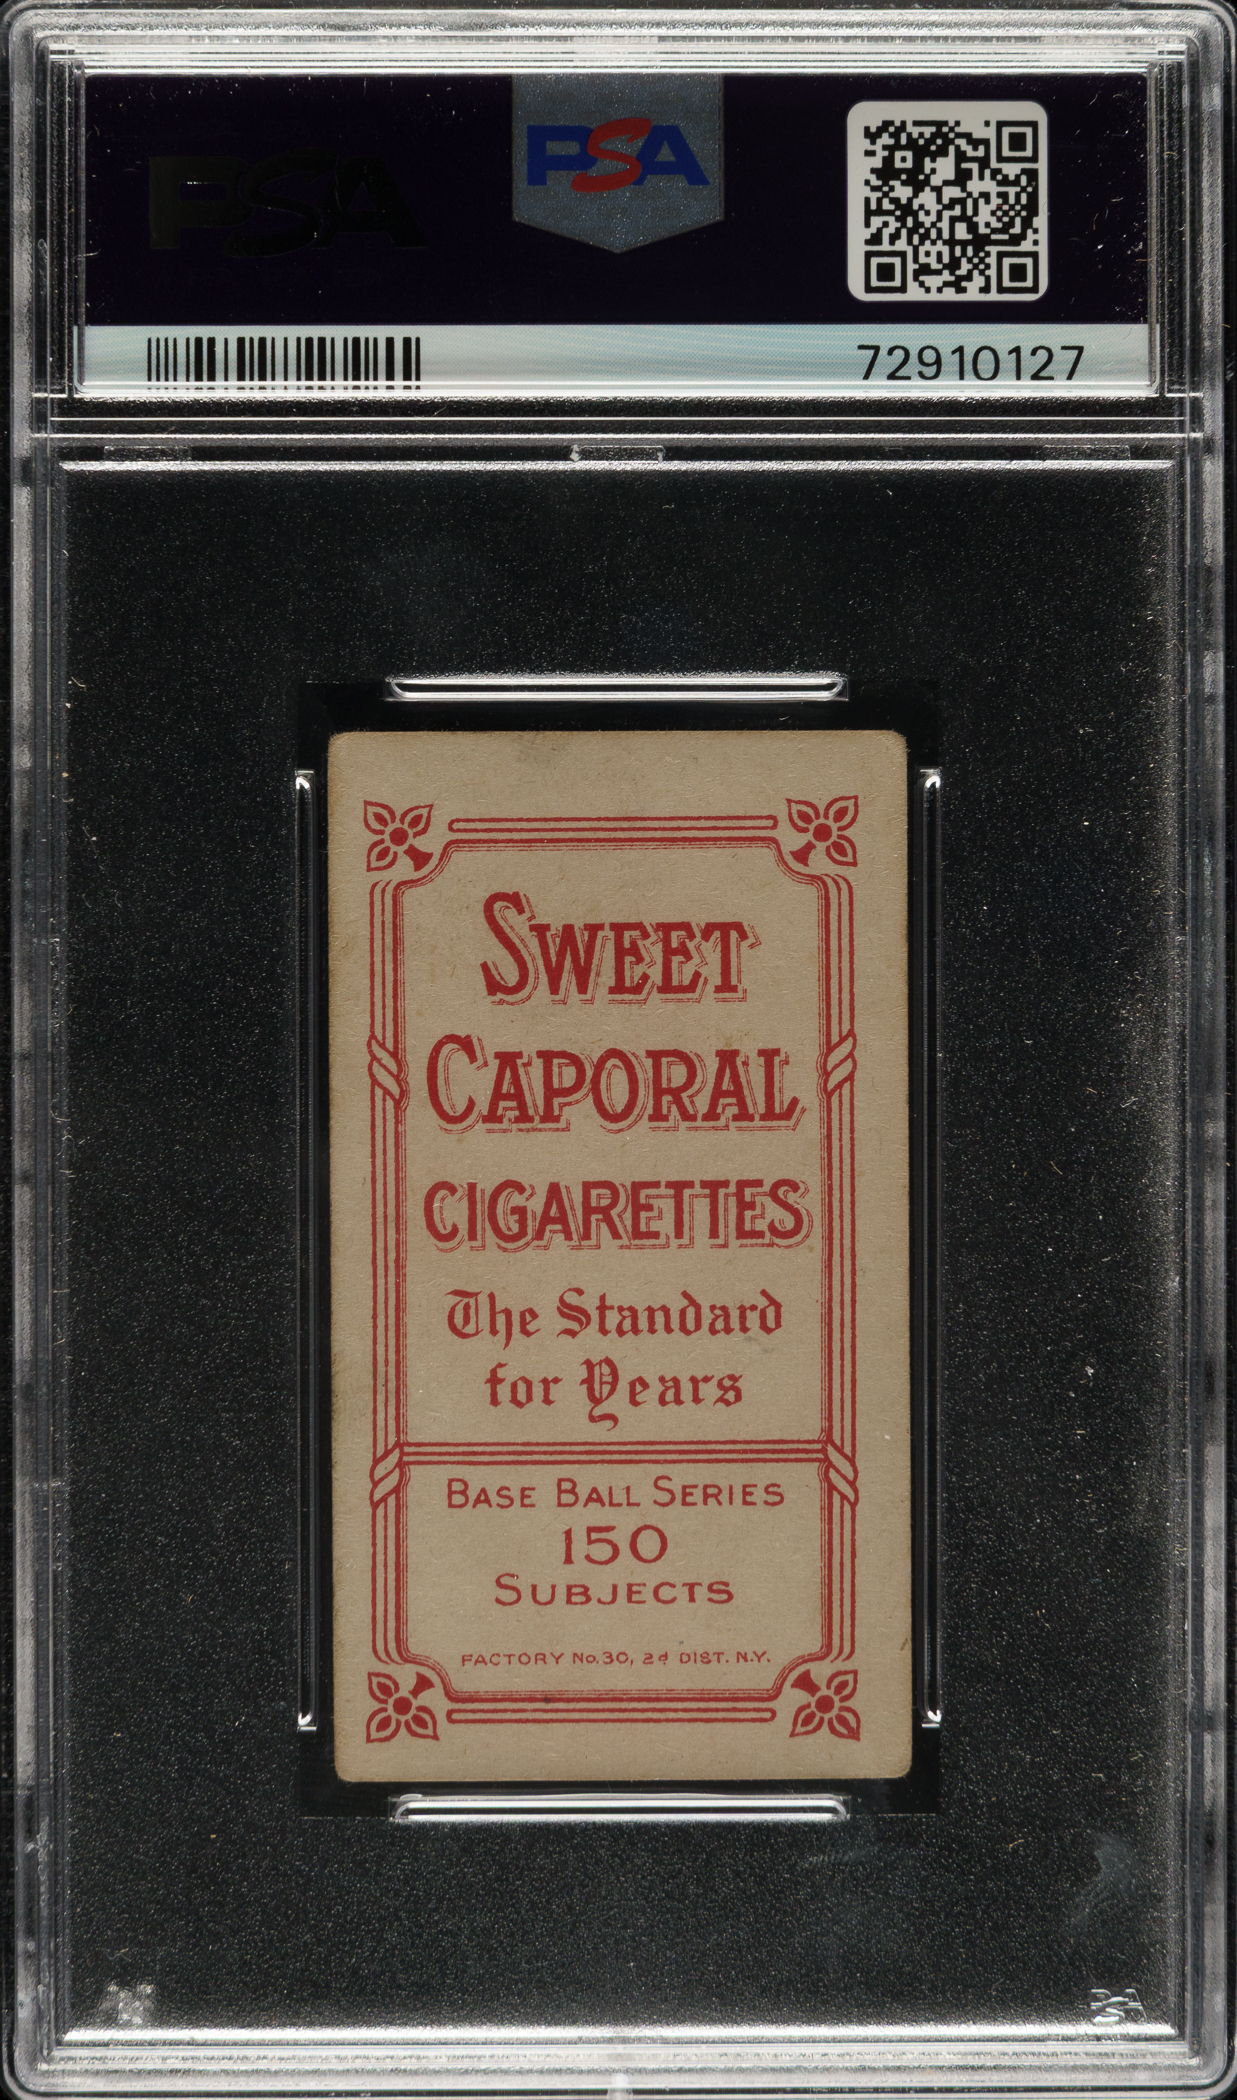 PSA
PSA
72910127
SWEET
CAPORAL
CIGARETTES
The Standard
for Years
BASE BALL SERIES
150
SUBJECTS
FACTORY No.30, 2d DIST. N.Y.
PSA